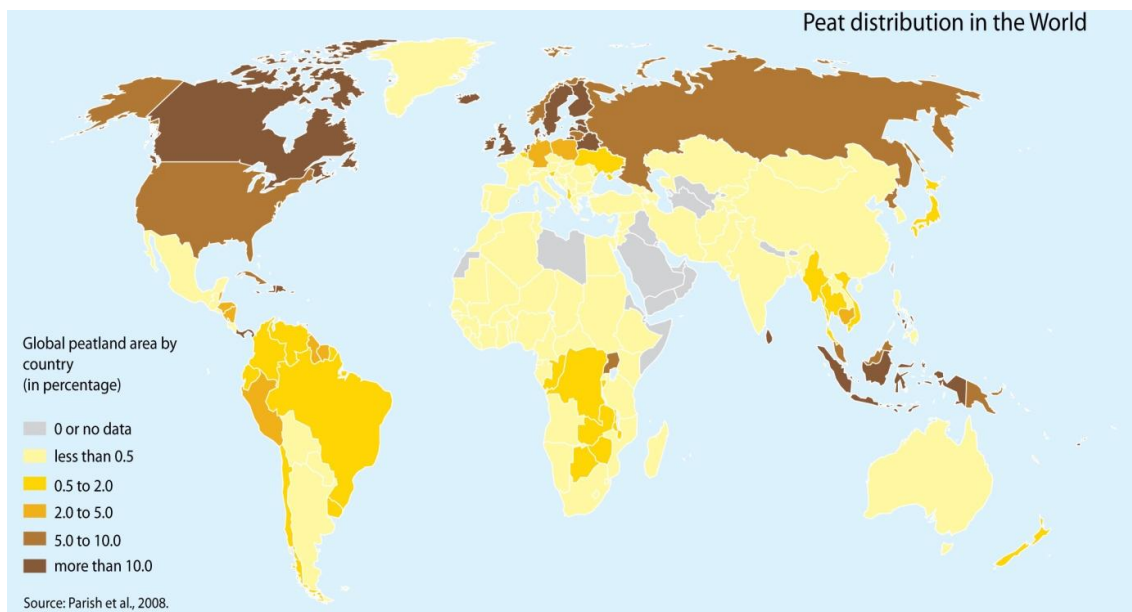 Peat distribution in the World
Global peatland area by
country
(in percentage)
0 or no data
less than 0.5
0.5 to 2.0
2.0 to 5.0
5.0 to 10.0
more than 10.0
Source: Parish et al., 2008.